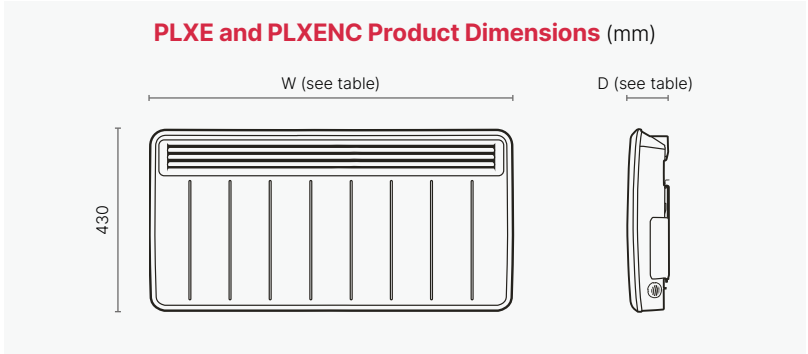 PLXE and PLXENC Product Dimensions (mm)
W (see table)
D (see table)
430